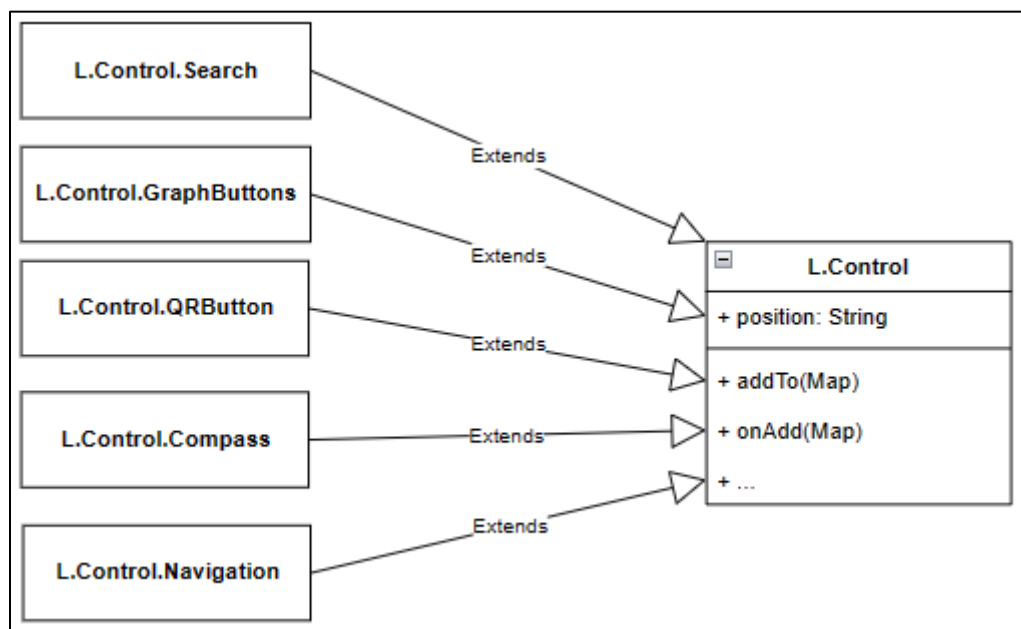 L.Control.Search
Extends
L.Control.GraphButtons
Extends
L.Control.QRButton
Extends
L.Control.Compass
Extends
L.Control.Navigation
Extends
L.Control
+ position: String
+ addTo(Map)
+ onAdd(Map)
+ ...